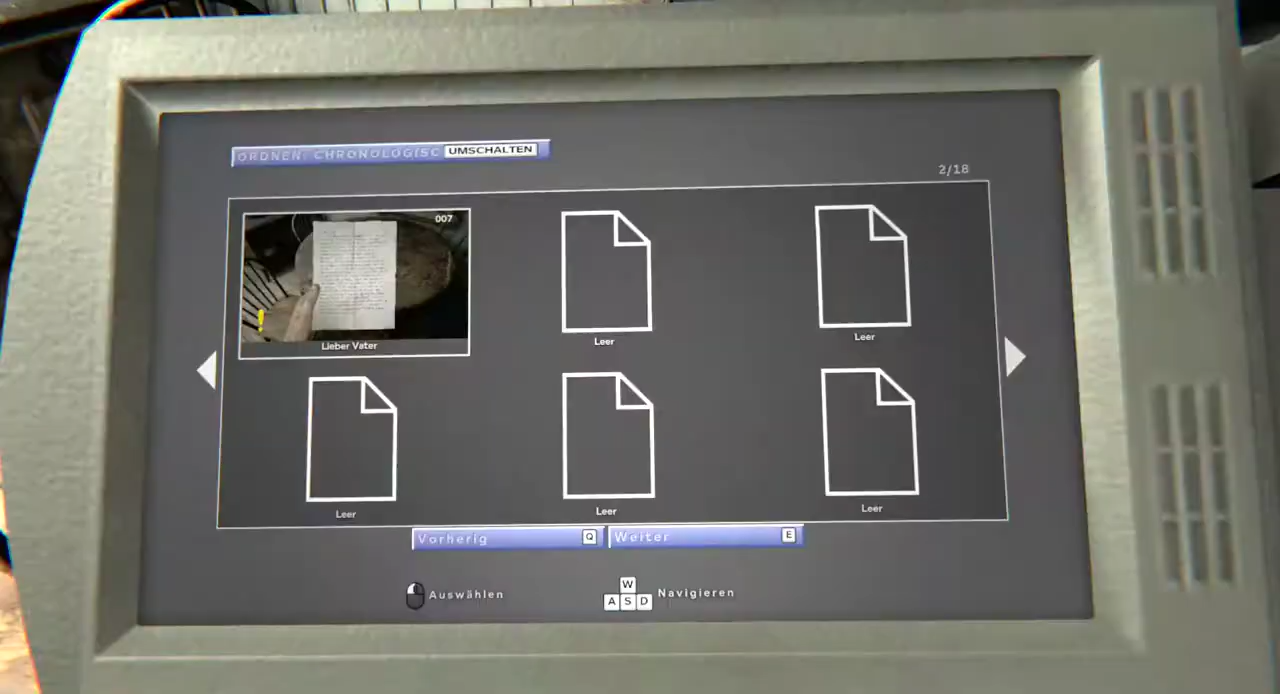 ORDNEN: CHRONOLOGISC UMSCHALTEN
2/18
007
Lieber Vater
Leer
Leer
Leer
Leer
Leer
Vorherig Q
Weiter E
Auswählen
W
A S D
Navigieren